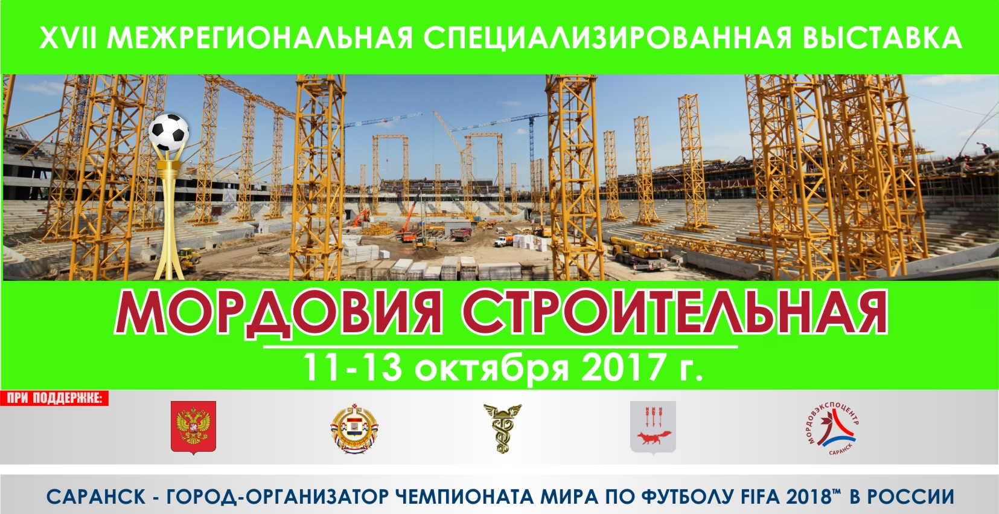 XVII МЕЖРЕГИОНАЛЬНАЯ СПЕЦИАЛИЗИРОВАННАЯ ВЫСТАВКА
МОРДОВИЯ СТРОИТЕЛЬНАЯ
11-13 октября 2017 г.
ПРИ ПОДДЕРЖКЕ:
МОРДОВЭКСПОЦЕНТР
САРАНСК
САРАНСК - ГОРОД-ОРГАНИЗАТОР ЧЕМПИОНАТА МИРА ПО ФУТБОЛУ FIFA 2018™ В РОССИИ